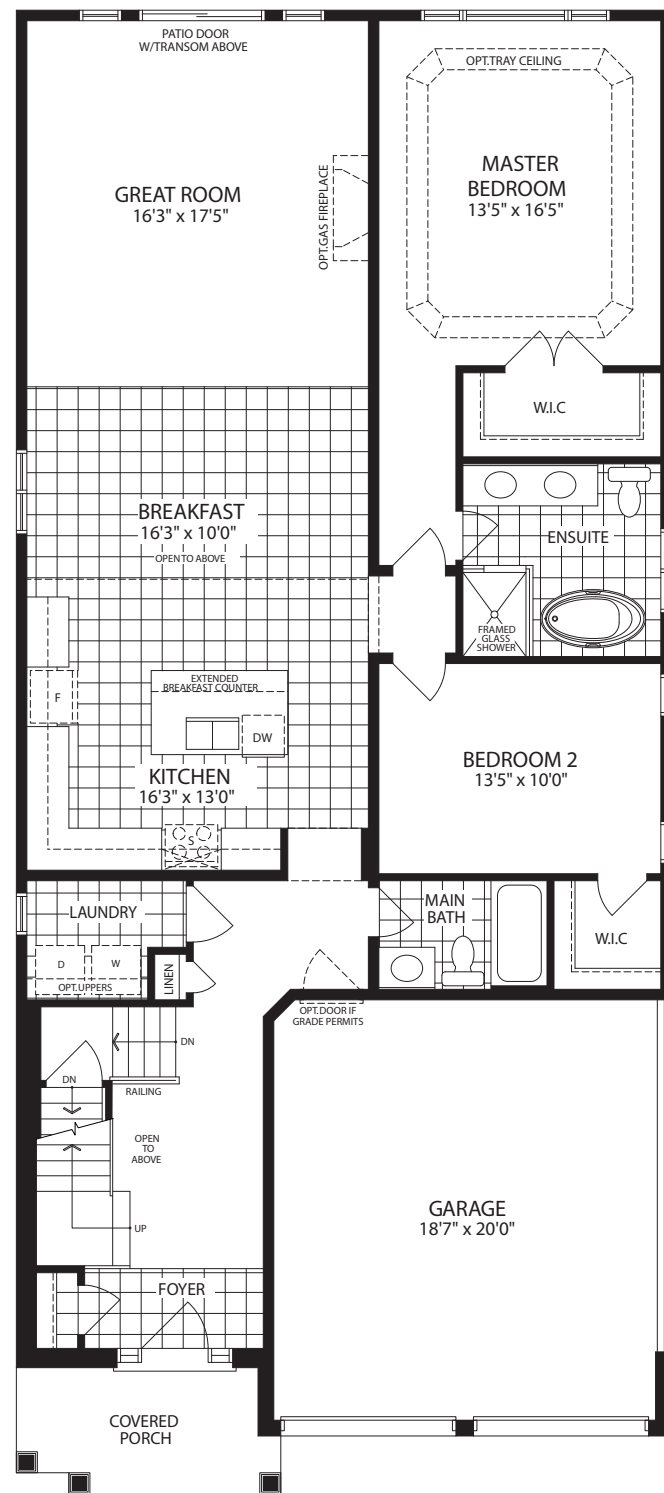 PATIO DOOR
W/TRANSOM ABOVE
OPT.TRAY CEILING
GREAT ROOM
16'3" x 17'5"
OPT.GAS FIREPLACE
MASTER
BEDROOM
13'5" x 16'5"
W.I.C
BREAKFAST
16'3" x 10'0"
OPEN TO ABOVE
ENSUITE
FRAMED
GLASS
SHOWER
F
EXTENDED
BREAKFAST COUNTER
DW
KITCHEN
16'3" x 13'0"
S
BEDROOM 2
13'5" x 10'0"
LAUNDRY
D
W
OPT.UPPERS
LINEN
MAIN
BATH
W.I.C
OPT.DOOR IF
GRADE PERMITS
DN
DN
RAILING
OPEN
TO
ABOVE
UP
GARAGE
18'7" x 20'0"
FOYER
COVERED
PORCH